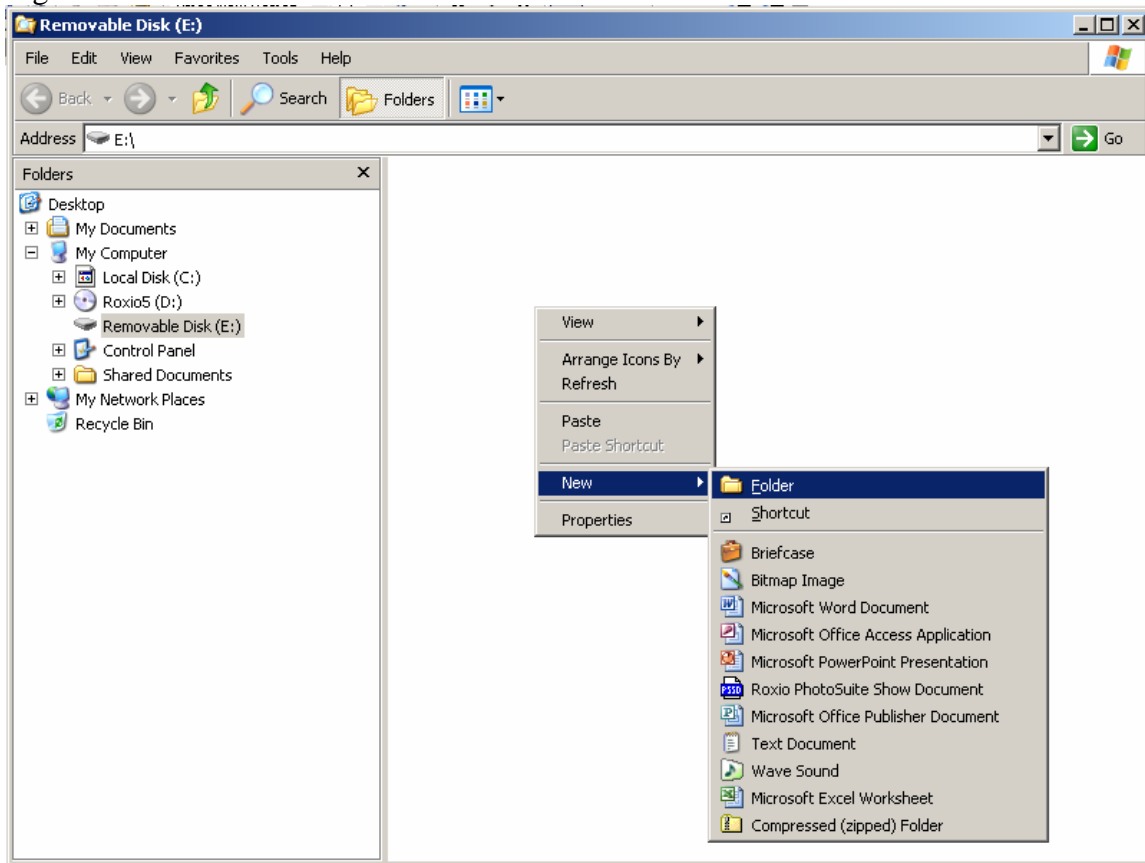 Removable Disk (E:)
File Edit View Favorites Tools Help
Back Search Folders
Address E:\ Go
Folders
Desktop
My Documents
My Computer
Local Disk (C:)
Roxio5 (D:)
Removable Disk (E:)
Control Panel
Shared Documents
My Network Places
Recycle Bin
View
Arrange Icons By
Refresh
Paste
Paste Shortcut
New
Properties
Folder
Shortcut
Briefcase
Bitmap Image
Microsoft Word Document
Microsoft Office Access Application
Microsoft PowerPoint Presentation
Roxio PhotoSuite Show Document
Microsoft Office Publisher Document
Text Document
Wave Sound
Microsoft Excel Worksheet
Compressed (zipped) Folder